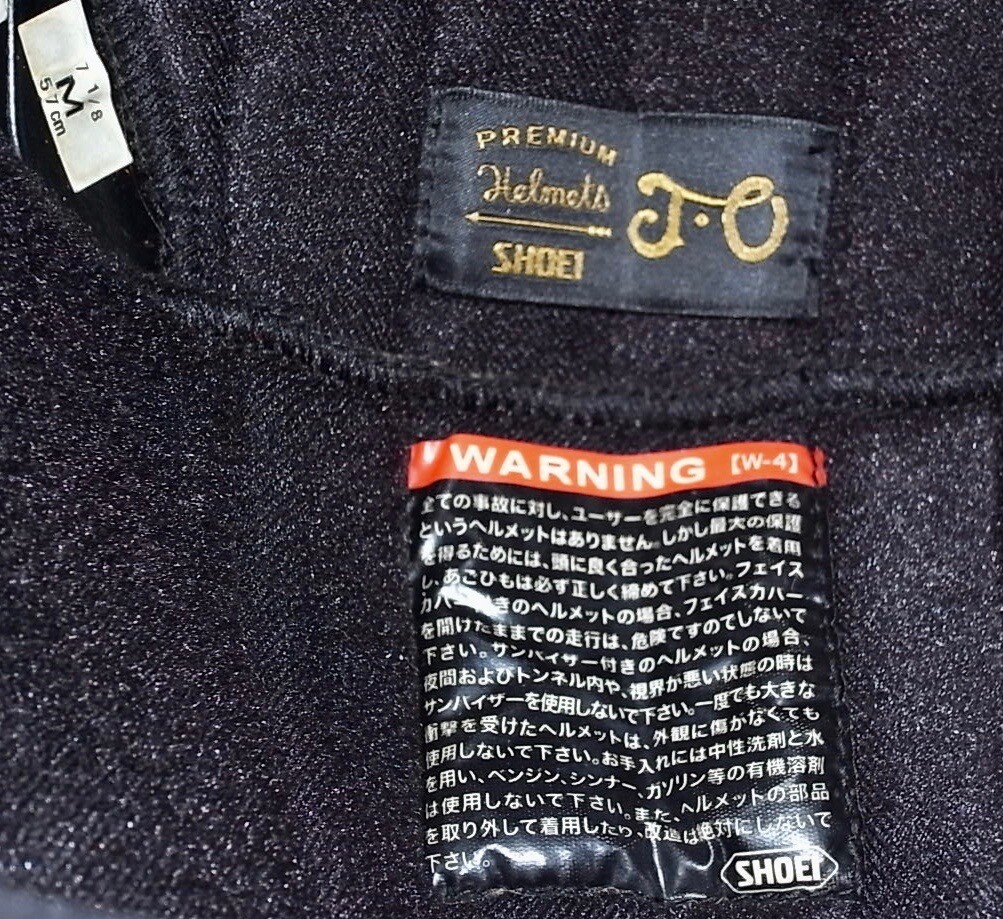 7 1/8
M
57cm
PREMIUM
Helmets
SHOEI
J・O
WARNING 【W-4】
全ての事故に対し、ユーザーを完全に保護できる
というヘルメットはありません。しかし最大の保護
を得るためには、頭に良く合ったヘルメットを着用
し、あごひもは必ず正しく締めて下さい。フェイス
カバー付きのヘルメットの場合、フェイスカバー
を開けたままでの走行は、危険ですのでしないで
下さい。サンバイザー付きのヘルメットの場合、
夜間およびトンネル内や、視界が悪い状態の時は
サンバイザーを使用しないで下さい。一度でも大きな
衝撃を受けたヘルメットは、外観に傷がなくても
使用しないで下さい。お手入れには中性洗剤と水
を用い、ベンジン、シンナー、ガソリン等の有機溶剤
は使用しないで下さい。また、ヘルメットの部品
を取り外して着用したり、改造は絶対にしないで
下さい。
SHOEI